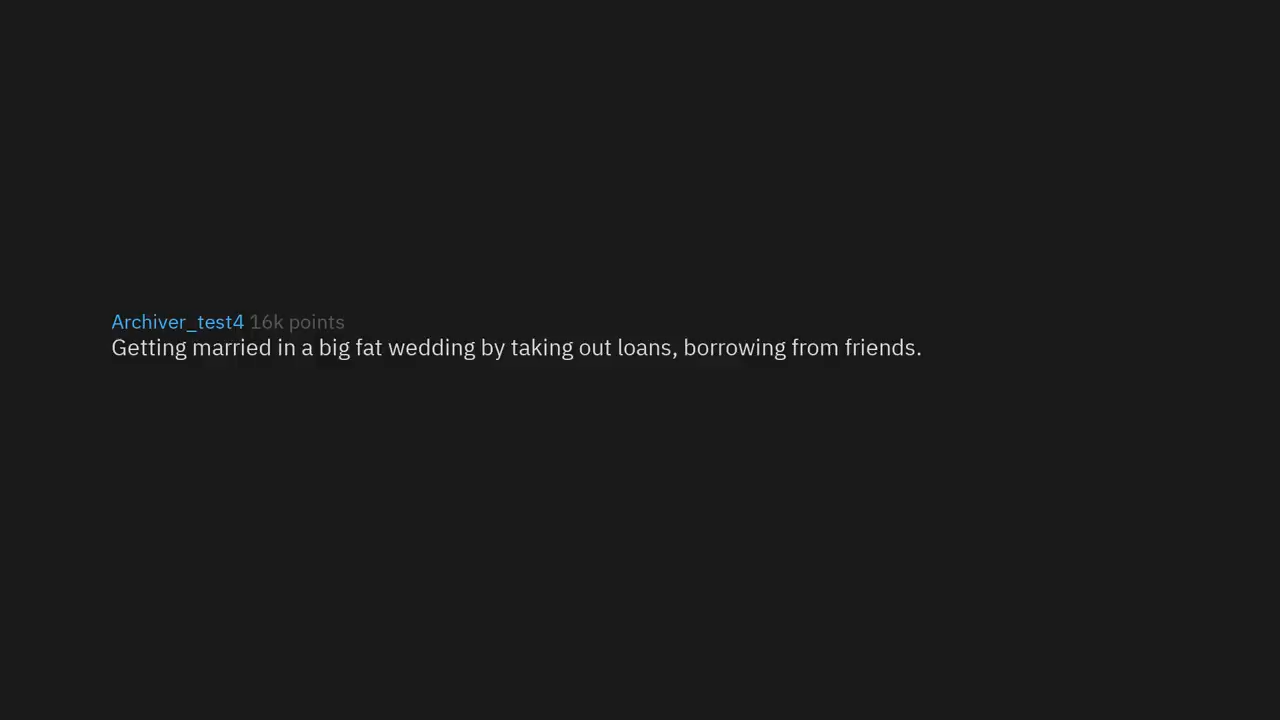 Archiver_test4 16k points
Getting married in a big fat wedding by taking out loans, borrowing from friends.